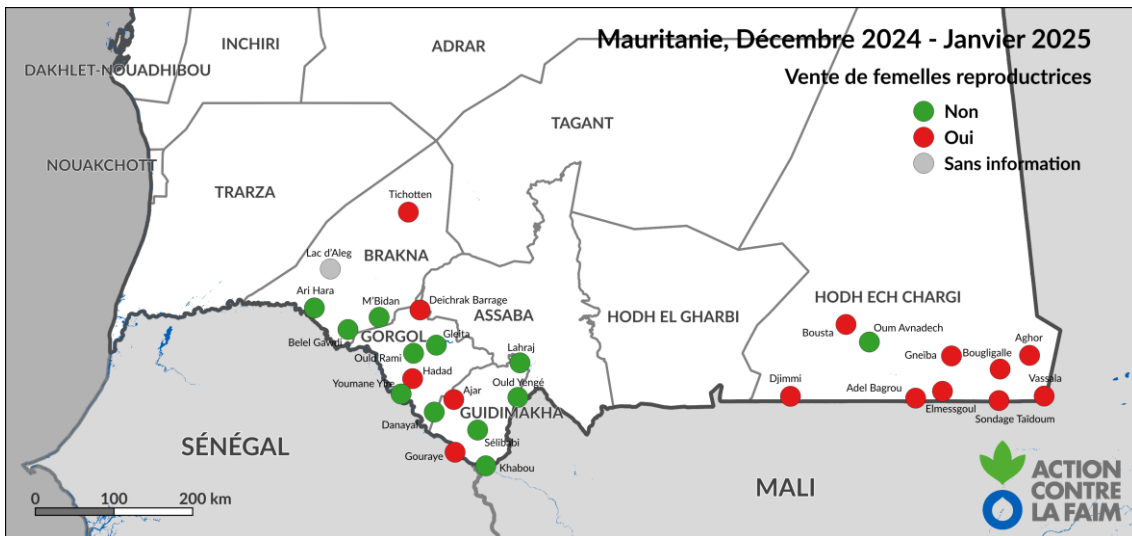 Mauritanie, Décembre 2024 - Janvier 2025
Vente de femelles reproductrices
Non
Oui
Sans information
INCHIRI
ADRAR
DAKHLET-NOUADHIBOU
TAGANT
NOUAKCHOTT
TRARZA
Tichotten
Lac d'Aleg
BRAKNA
Ari Hara
M'Bidan
Deichrak Barrage
ASSABA
HODH EL GHARBI
HODH ECH CHARGI
Belel Gawdi
GORGOL
Gleita
Bousta
Oum Avnadech
Ould Rami
Lahraj
Gneïba
Bougligalle
Aghor
Hadad
Youmane Yire
Ajar
Ould Yengé
Djimmi
Adel Bagrou
Vassala
Elmessgoul
GUIDIMAKHA
Danayal
Sondage Taïdoum
Sélibabi
SÉNÉGAL
Gouraye
Khabou
MALI
0 100 200 km
ACTION
CONTRE
LA FAIM